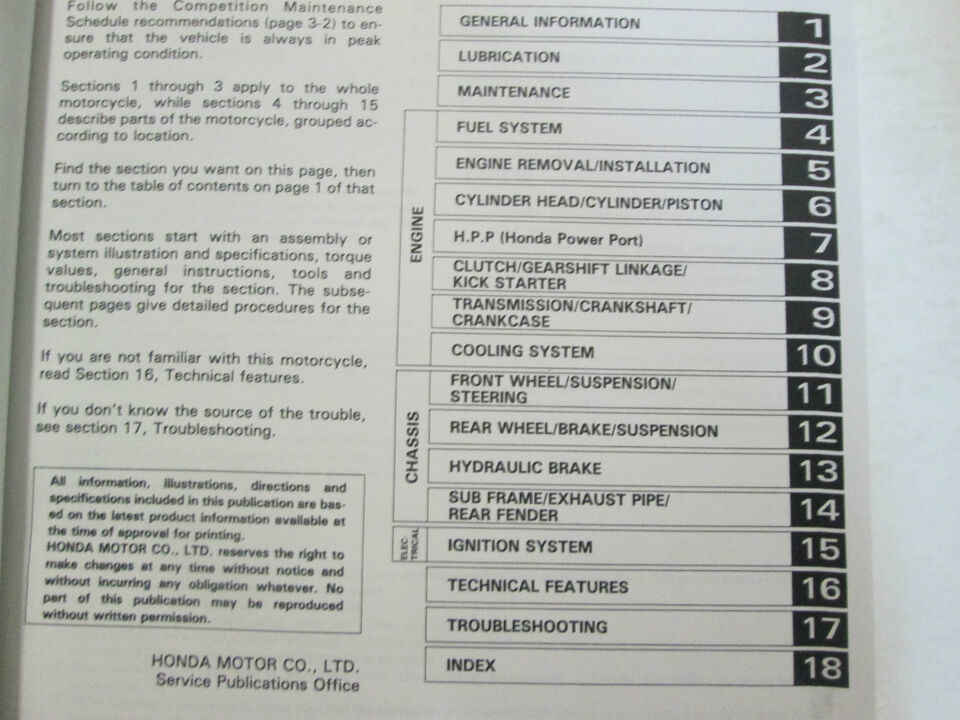 Follow the Competition Maintenance
Schedule recommendations (page 3-2) to en-
sure that the vehicle is always in peak
operating condition.
Sections 1 through 3 apply to the whole
motorcycle, while sections 4 through 15
describe parts of the motorcycle, grouped ac-
cording to location.
Find the section you want on this page, then
turn to the table of contents on page 1 of that
section.
Most sections start with an assembly or
system illustration and specifications, torque
values, general instructions, tools and
troubleshooting for the section. The subse-
quent pages give detailed procedures for the
section.
If you are not familiar with this motorcycle,
read Section 16, Technical features.
If you don't know the source of the trouble,
see section 17, Troubleshooting.
All information, illustrations, directions and
specifications included in this publication are bas-
ed on the latest product information available at
the time of approval for printing.
HONDA MOTOR CO., LTD. reserves the right to
make changes at any time without notice and
without incurring any obligation whatever. No
part of this publication may be reproduced
without written permission.
HONDA MOTOR CO., LTD.
Service Publications Office
GENERAL INFORMATION 1
LUBRICATION 2
MAINTENANCE 3
ENGINE
FUEL SYSTEM 4
ENGINE REMOVAL/INSTALLATION 5
CYLINDER HEAD/CYLINDER/PISTON 6
H.P.P (Honda Power Port) 7
CLUTCH/GEARSHIFT LINKAGE/
KICK STARTER 8
TRANSMISSION/CRANKSHAFT/
CRANKCASE 9
COOLING SYSTEM 10
CHASSIS
FRONT WHEEL/SUSPENSION/
STEERING 11
REAR WHEEL/BRAKE/SUSPENSION 12
HYDRAULIC BRAKE 13
SUB FRAME/EXHAUST PIPE/
REAR FENDER 14
ELEC-
TRICAL
IGNITION SYSTEM 15
TECHNICAL FEATURES 16
TROUBLESHOOTING 17
INDEX 18